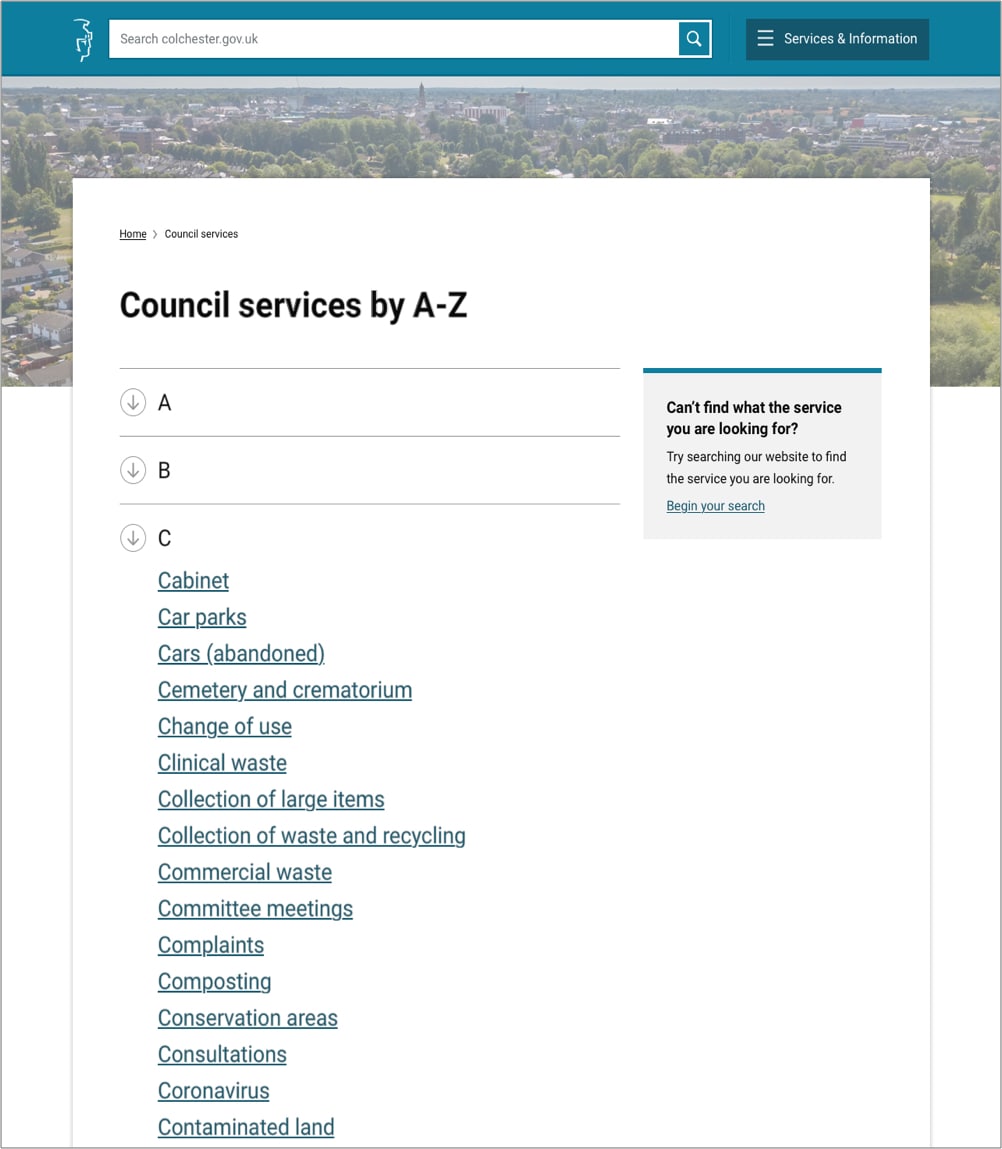 Search colchester.gov.uk
Services & Information
Home
Council services
Council services by A-Z
A
B
C
Cabinet
Car parks
Cars (abandoned)
Cemetery and crematorium
Change of use
Clinical waste
Collection of large items
Collection of waste and recycling
Commercial waste
Committee meetings
Complaints
Composting
Conservation areas
Consultations
Coronavirus
Contaminated land
Can't find what the service
you are looking for?
Try searching our website to find
the service you are looking for.
Begin your search